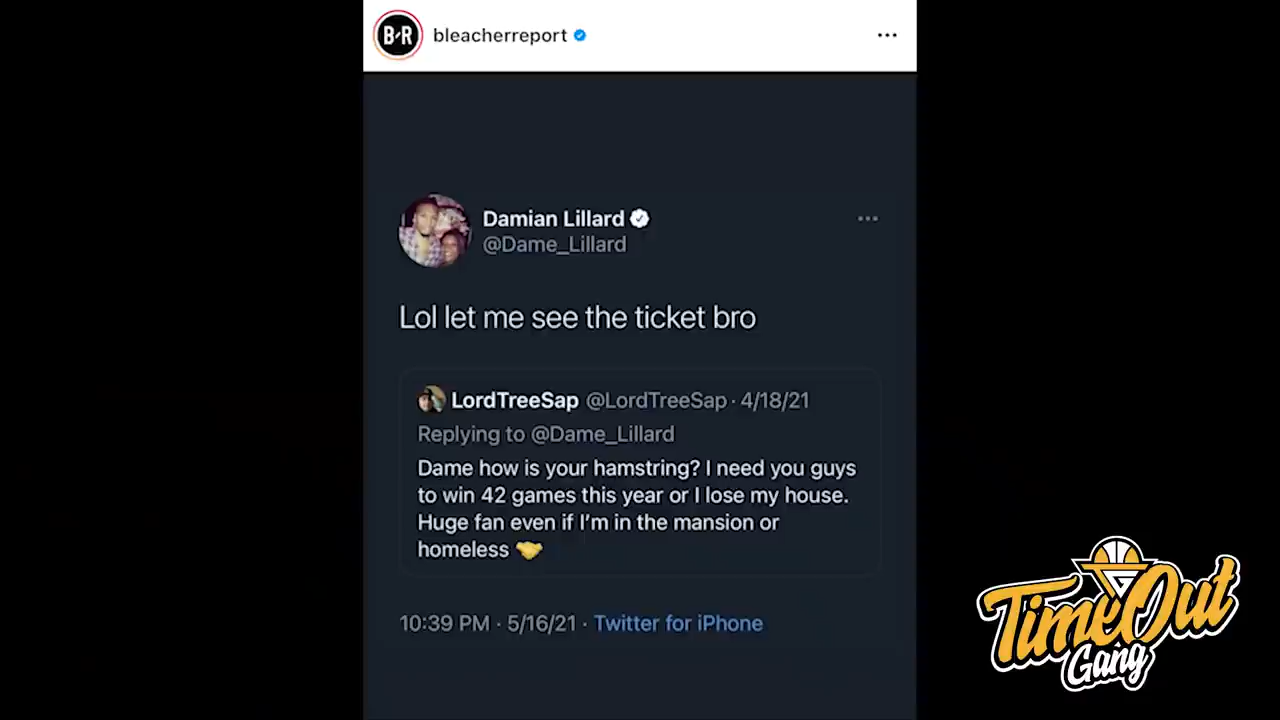 B·R
bleacherreport
Damian Lillard
@Dame_Lillard
Lol let me see the ticket bro
LordTreeSap @LordTreeSap · 4/18/21
Replying to @Dame_Lillard
Dame how is your hamstring? I need you guys
to win 42 games this year or I lose my house.
Huge fan even if I'm in the mansion or
homeless 🤝
10:39 PM · 5/16/21 · Twitter for iPhone
TimeOut
Gang